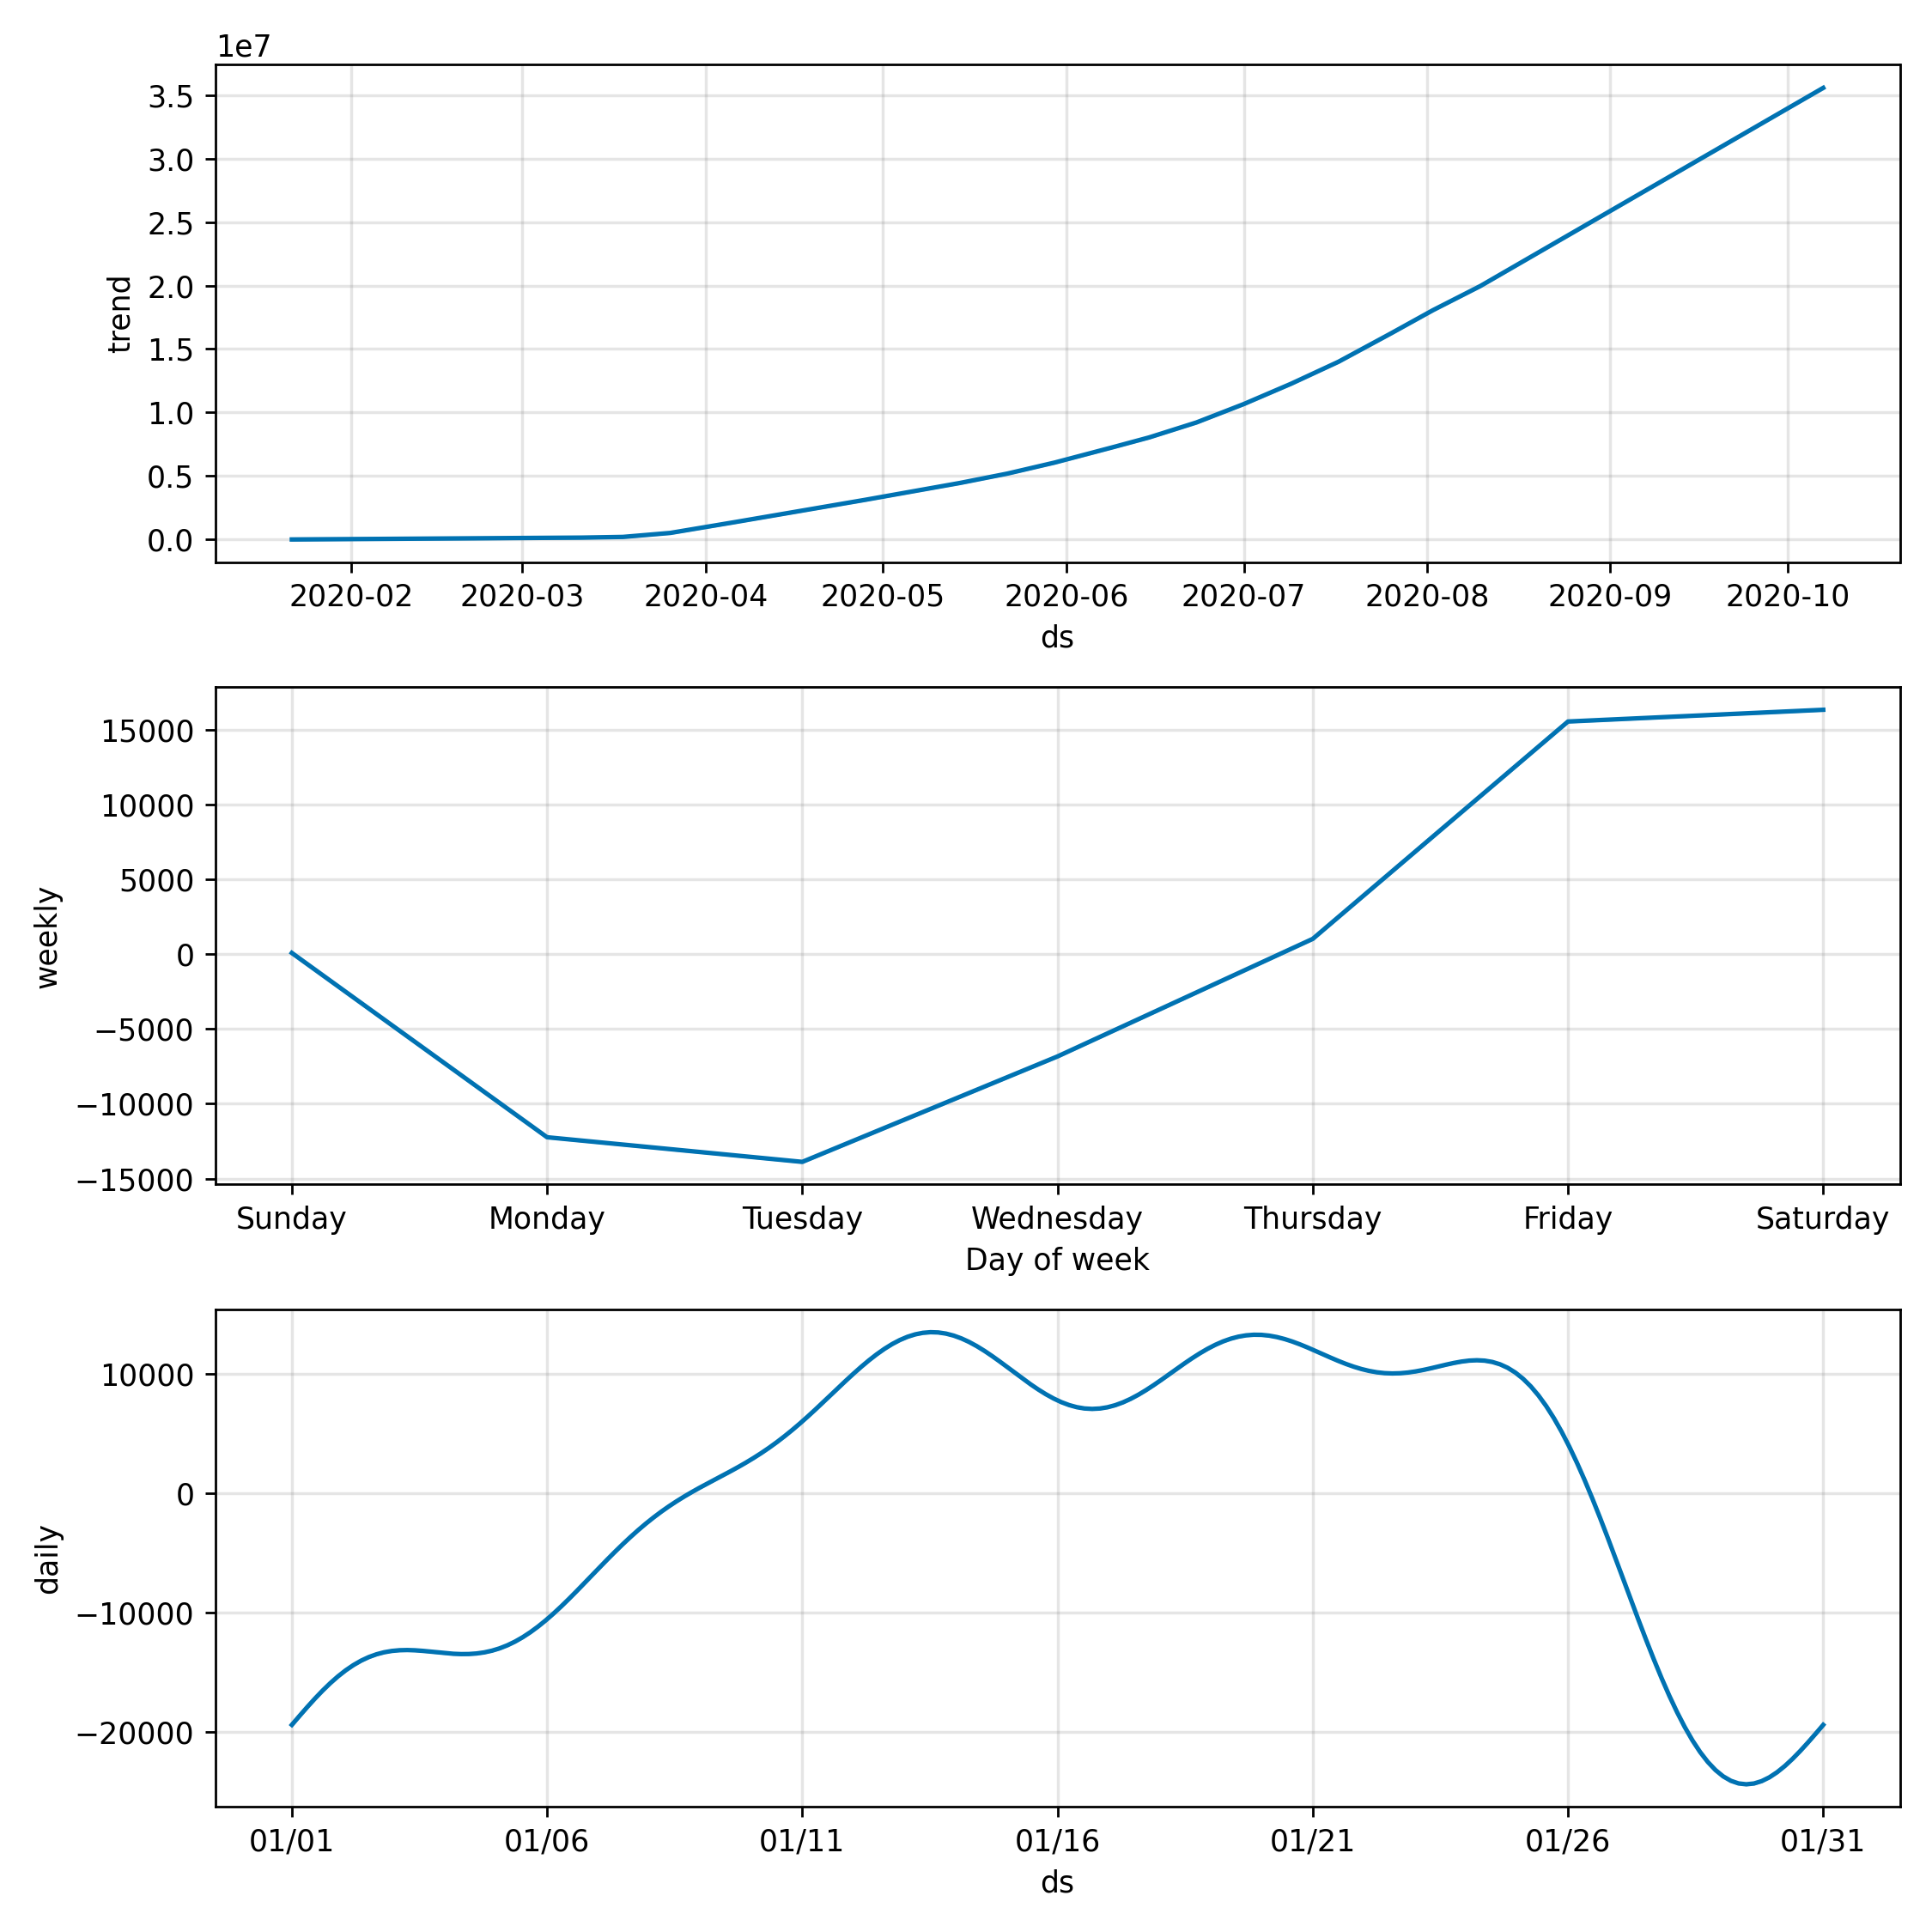 1e7
3.5
3.0
2.5
2.0
1.5
1.0
0.5
0.0
trend
2020-02 2020-03 2020-04 2020-05 2020-06 2020-07 2020-08 2020-09 2020-10
ds
15000
10000
5000
0
−5000
−10000
−15000
weekly
Sunday Monday Tuesday Wednesday Thursday Friday Saturday
Day of week
10000
0
−10000
−20000
daily
01/01 01/06 01/11 01/16 01/21 01/26 01/31
ds